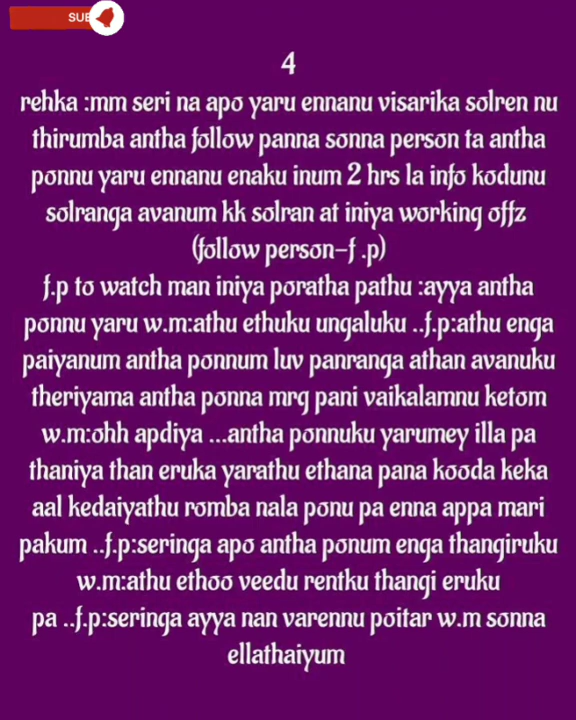 SUB
4
rehka :mm seri na apo yaru ennanu visarika solren nu
thirumba antha follow panna sonna person ta antha
ponnu yaru ennanu enaku inum 2 hrs la info kodunu
solranga avanum kk solran at iniya working offz
(follow person-f .p)
f.p to watch man iniya poratha pathu :ayya antha
ponnu yaru w.m:athu ethuku ungaluku ..f.p:athu enga
paiyanum antha ponnum luv panranga athan avanuku
theriyama antha ponna mrg pani vaikalamnu ketom
w.m:ohh apdiya ...antha ponnuku yarumey illa pa
thaniya than eruka yarathu ethana pana kooda keka
aal kedaiyathu romba nala ponu pa enna appa mari
pakum ..f.p:seringa apo antha ponum enga thangiruku
w.m:athu ethoo veedu rentku thangi eruku
pa ..f.p:seringa ayya nan varennu poitar w.m sonna
ellathaiyum